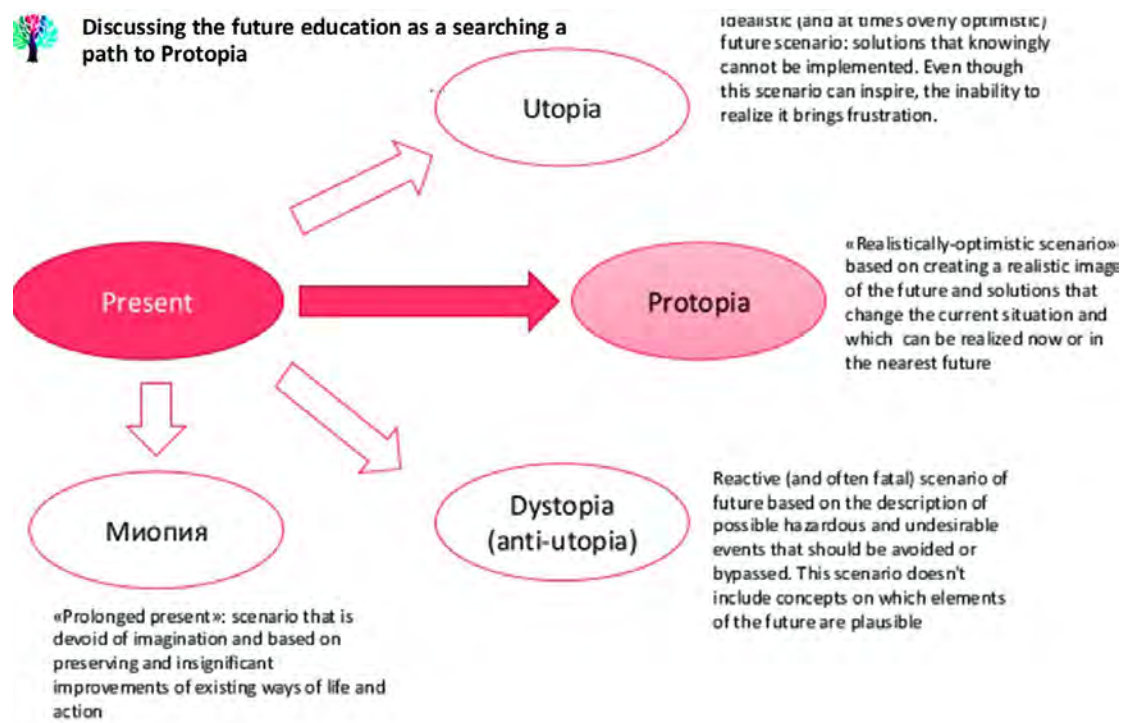 Discussing the future education as a searching a
path to Protopia
Idealistic (and at times overly optimistic)
future scenario: solutions that knowingly
cannot be implemented. Even though
this scenario can inspire, the inability to
realize it brings frustration.
Utopia
Present
Protopia
«Realistically-optimistic scenario»
based on creating a realistic image
of the future and solutions that
change the current situation and
which can be realized now or in
the nearest future
Миопия
Dystopia
(anti-utopia)
Reactive (and often fatal) scenario of
future based on the description of
possible hazardous and undesirable
events that should be avoided or
bypassed. This scenario doesn't
include concepts on which elements
of the future are plausible
«Prolonged present»: scenario that is
devoid of imagination and based on
preserving and insignificant
improvements of existing ways of life and
action